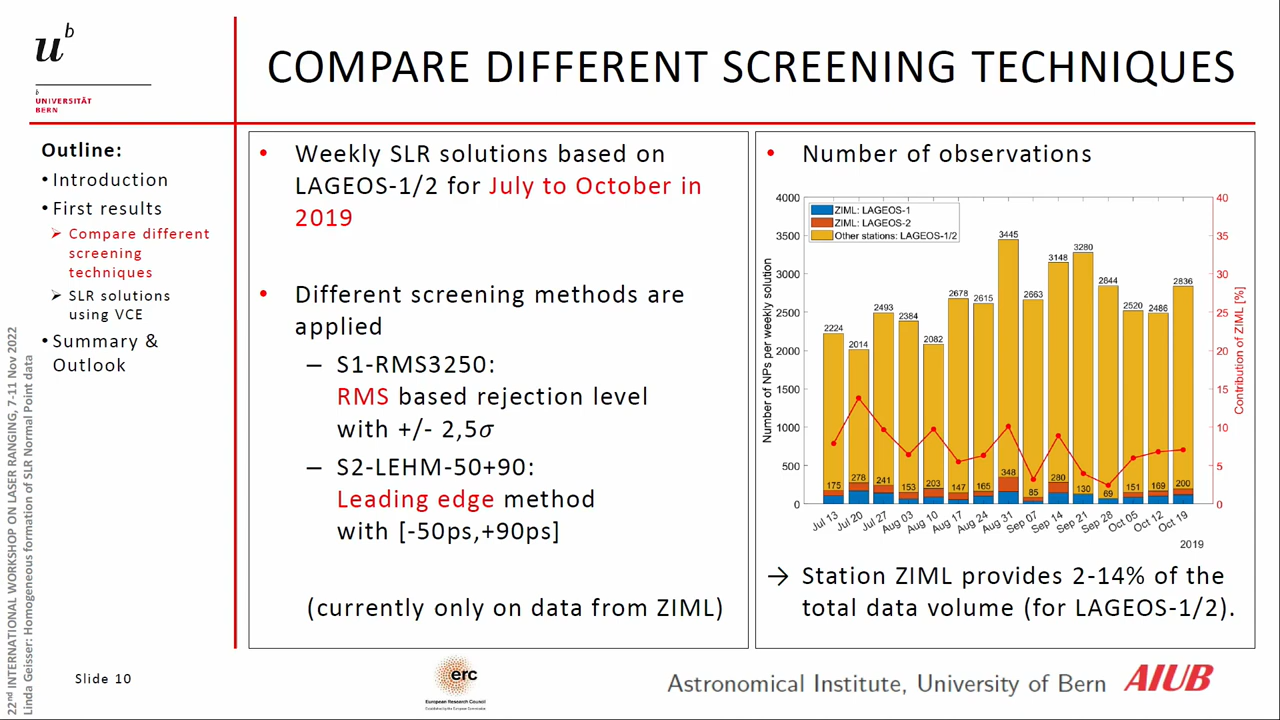 u^b
COMPARE DIFFERENT SCREENING TECHNIQUES
b
UNIVERSITÄT
BERN
Outline:
• Introduction
• First results
➢ Compare different
screening
techniques
➢ SLR solutions
using VCE
• Summary &
Outlook
22nd INTERNATIONAL WORKSHOP ON LASER RANGING, 7-11 Nov 2022
Linda Geisser: Homogeneous formation of SLR Normal Point data
• Weekly SLR solutions based on
LAGEOS-1/2 for July to October in
2019
• Different screening methods are
applied
– S1-RMS3250:
RMS based rejection level
with +/- 2,5σ
– S2-LEHM-50+90:
Leading edge method
with [-50ps,+90ps]
(currently only on data from ZIML)
• Number of observations
ZIML: LAGEOS-1
ZIML: LAGEOS-2
Other stations: LAGEOS-1/2
Number of NPs per weekly solution
4000
3500
3000
2500
2000
1500
1000
500
0
2224
2014
2493
2384
2082
2678
2615
3445
2663
3148
3280
2844
2520
2486
2836
175
278
241
153
203
147
165
348
85
280
130
69
151
169
200
40
35
30
25
20
15
10
5
0
Contribution of ZIML [%]
Jul 13
Jul 20
Jul 27
Aug 03
Aug 10
Aug 17
Aug 24
Aug 31
Sep 07
Sep 14
Sep 21
Sep 28
Oct 05
Oct 12
Oct 19
2019
→ Station ZIML provides 2-14% of the
total data volume (for LAGEOS-1/2).
Slide 10
erc
European Research Council
Established by the European Commission
Astronomical Institute, University of Bern
AIUB